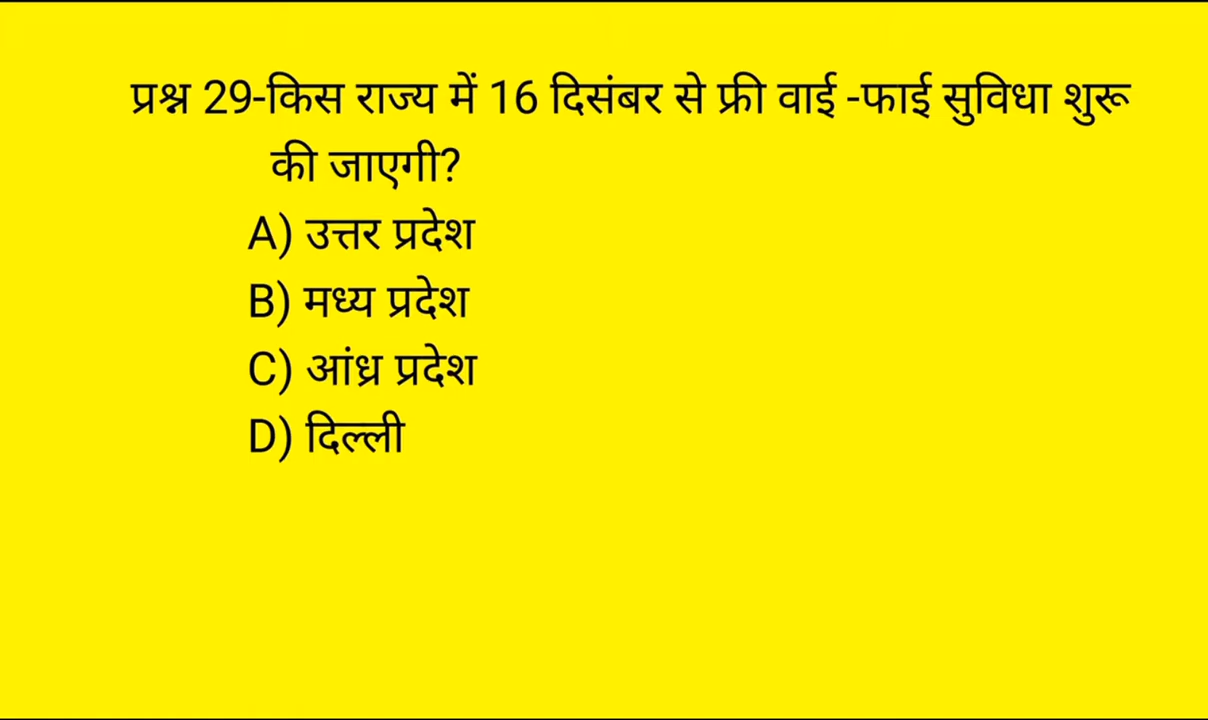 प्रश्न 29-किस राज्य में 16 दिसंबर से फ्री वाई -फाई सुविधा शुरू
की जाएगी?
A) उत्तर प्रदेश
B) मध्य प्रदेश
C) आंध्र प्रदेश
D) दिल्ली